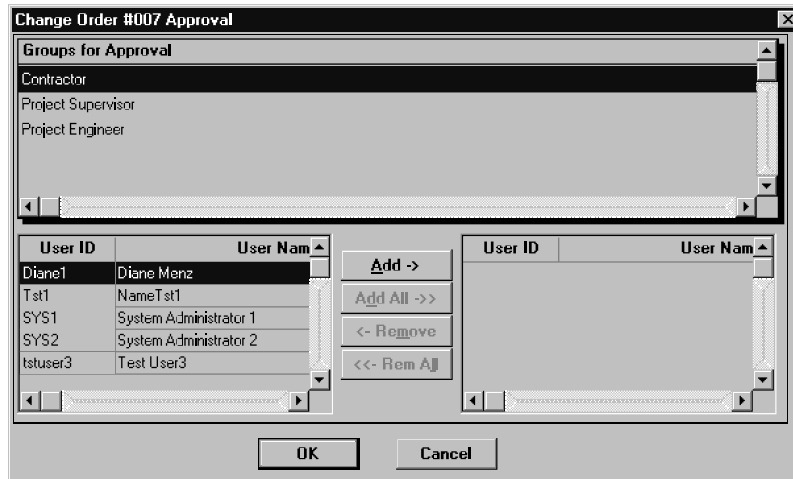 Change Order #007 Approval
Groups for Approval
Contractor
Project Supervisor
Project Engineer
User ID User Nam
Diane1 Diane Menz
Tst1 NameTst1
SYS1 System Administrator 1
SYS2 System Administrator 2
tstuser3 Test User3
Add ->
Add All ->>
<- Remove
<<- Rem All
User ID User Nam
OK Cancel